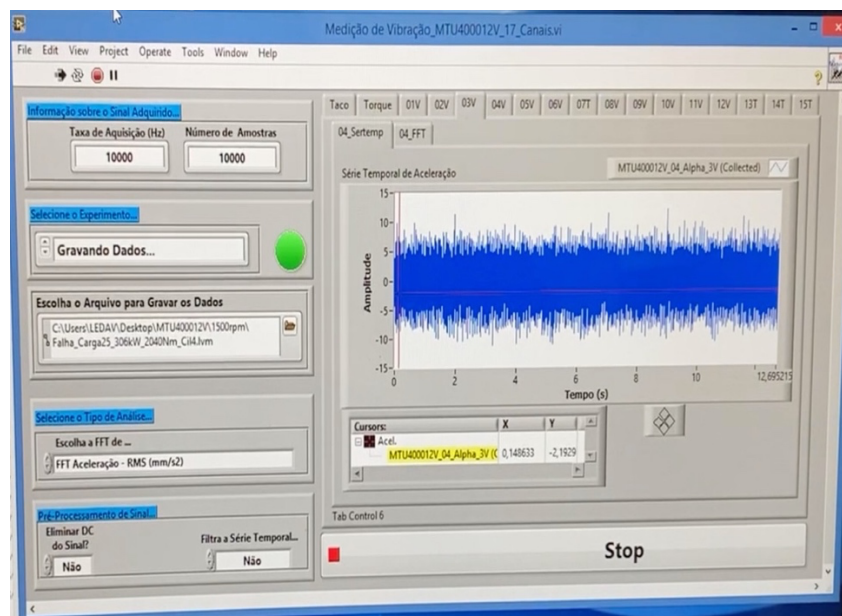 Medição de Vibração_MTU400012V_17_Canais.vi
File Edit View Project Operate Tools Window Help
Informação sobre o Sinal Adquirido...
Taxa de Aquisição (Hz) Número de Amostras
10000 10000
Selecione o Experimento...
Gravando Dados...
Escolha o Arquivo para Gravar os Dados
C:\Users\LEDAV\Desktop\MTU400012V\1500rpm\
Falha_Carga25_306kW_2040Nm_Cil4.lvm
Selecione o Tipo de Análise...
Escolha a FFT de ...
FFT Aceleração - RMS (mm/s2)
Pré-Processamento de Sinal...
Eliminar DC
do Sinal?
Não
Filtra a Série Temporal...
Não
Taco Torque 01V 02V 03V 04V 05V 06V 07T 08V 09V 10V 11V 12V 13T 14T 15T
04_Sertemp 04_FFT
Série Temporal de Aceleração
MTU400012V_04_Alpha_3V (Collected)
Amplitude
15
10
5
0
-5
-10
-15
0 2 4 6 8 10 12,695215
Tempo (s)
Cursors: X Y
Acel.
MTU400012V_04_Alpha_3V (C 0,148633 -2,1929
Tab Control 6
Stop